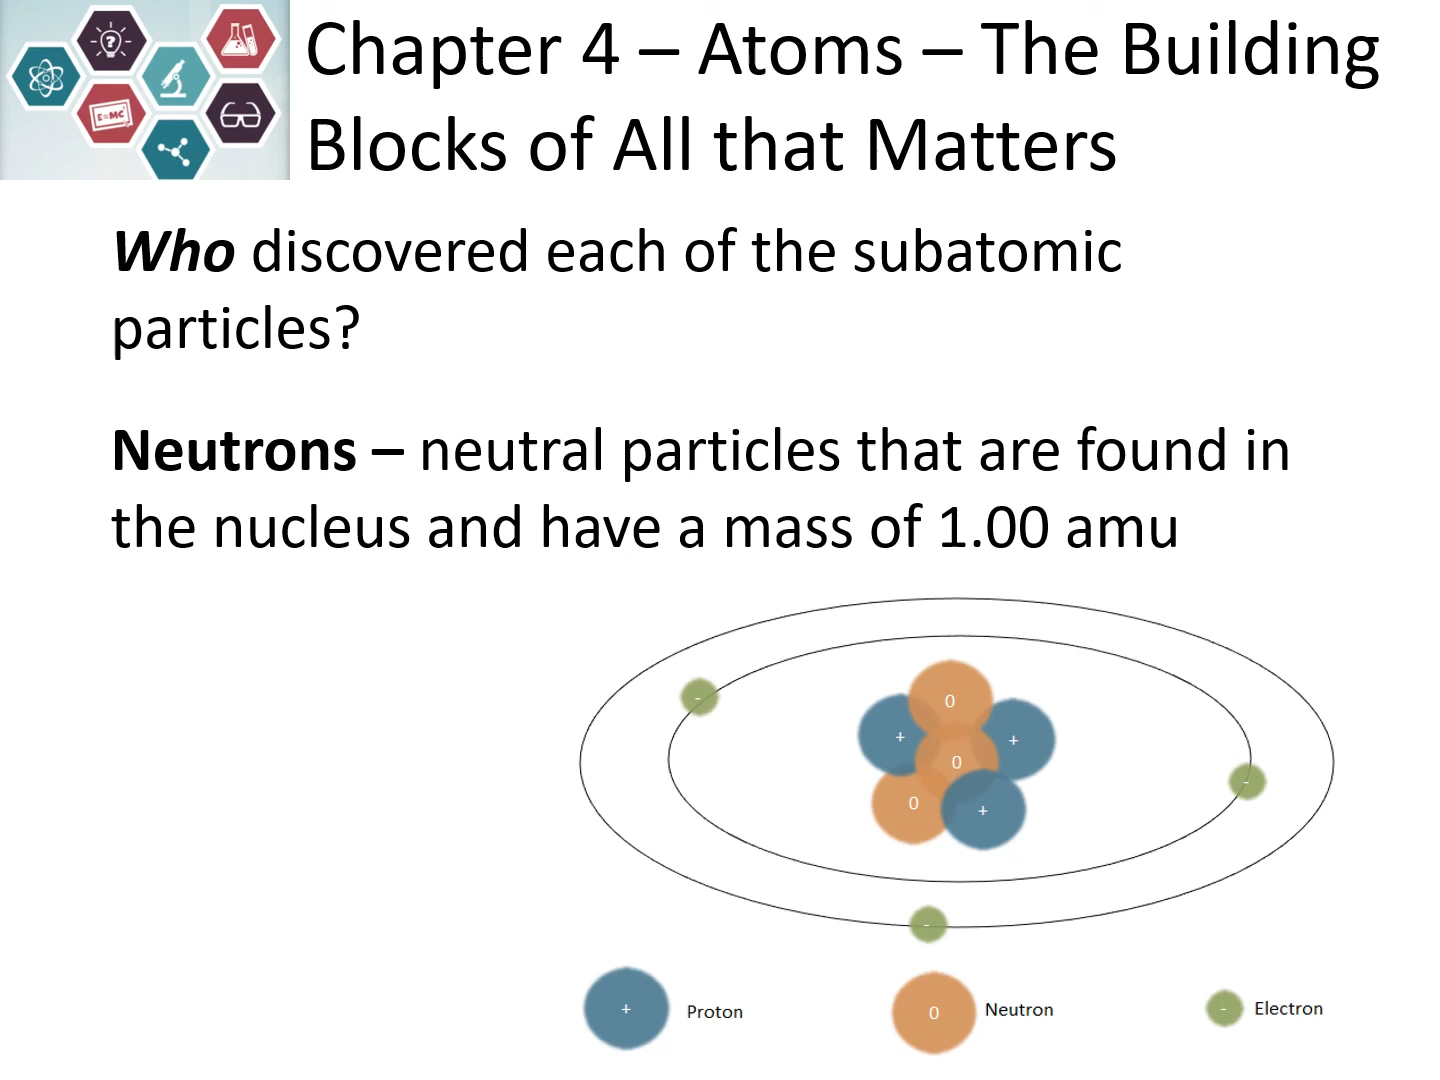 Chapter 4 – Atoms – The Building
Blocks of All that Matters
?
E=MC²
Who discovered each of the subatomic
particles?
Neutrons – neutral particles that are found in
the nucleus and have a mass of 1.00 amu
0
-
+
+
0
-
0
+
-
+ Proton
0 Neutron
- Electron